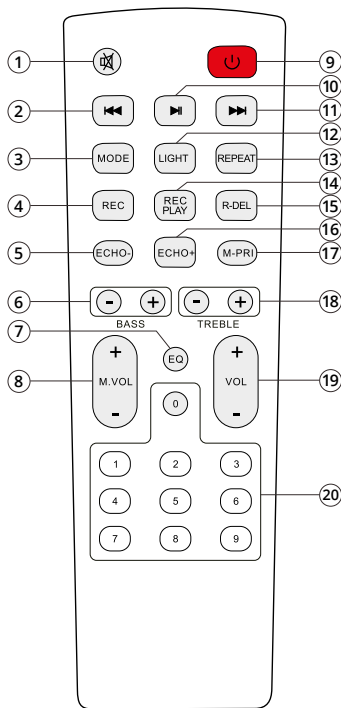 1 9
10
2 11
12
3 MODE LIGHT REPEAT 13
14
4 REC REC PLAY R-DEL 15
16
5 ECHO- ECHO+ M-PRI 17
6 - + - + 18
BASS TREBLE
7 EQ
+ +
8 M.VOL VOL 19
- -
0
1 2 3
4 5 6 20
7 8 9